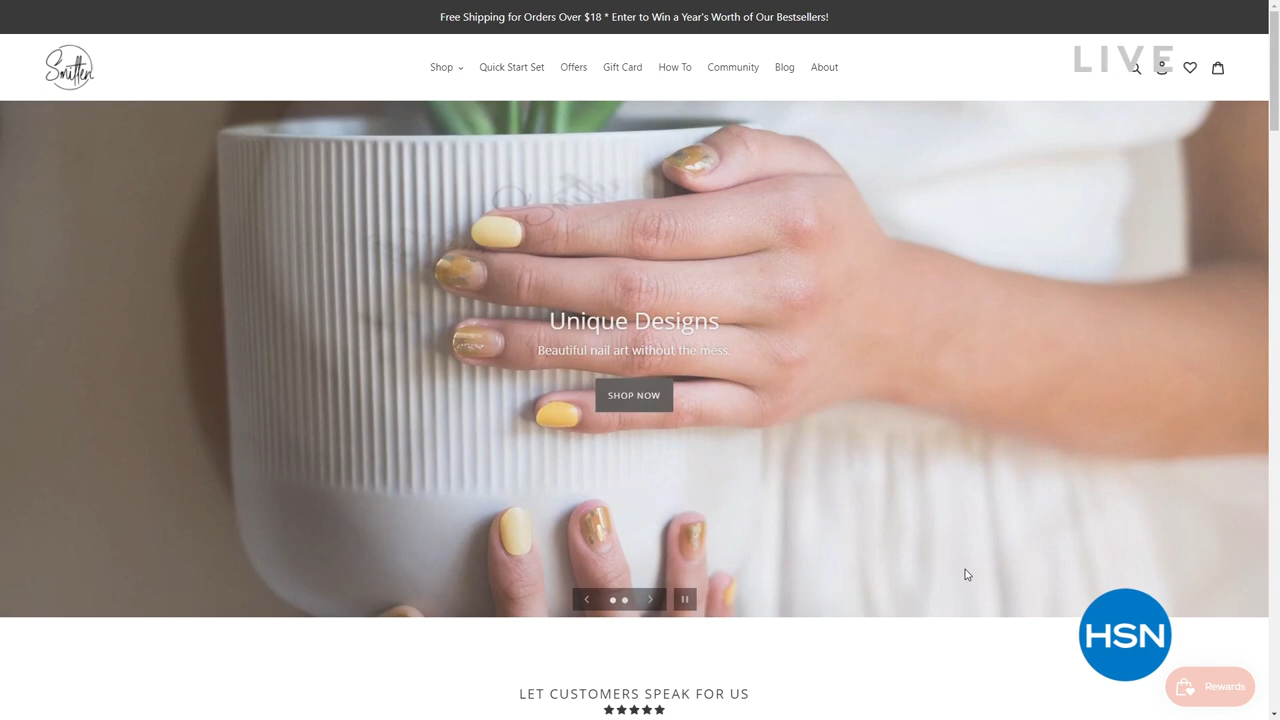 Free Shipping for Orders Over $18 * Enter to Win a Year's Worth of Our Bestsellers!
Smitten
Shop Quick Start Set Offers Gift Card How To Community Blog About
LIVE
Unique Designs
Beautiful nail art without the mess.
SHOP NOW
HSN
Rewards
LET CUSTOMERS SPEAK FOR US